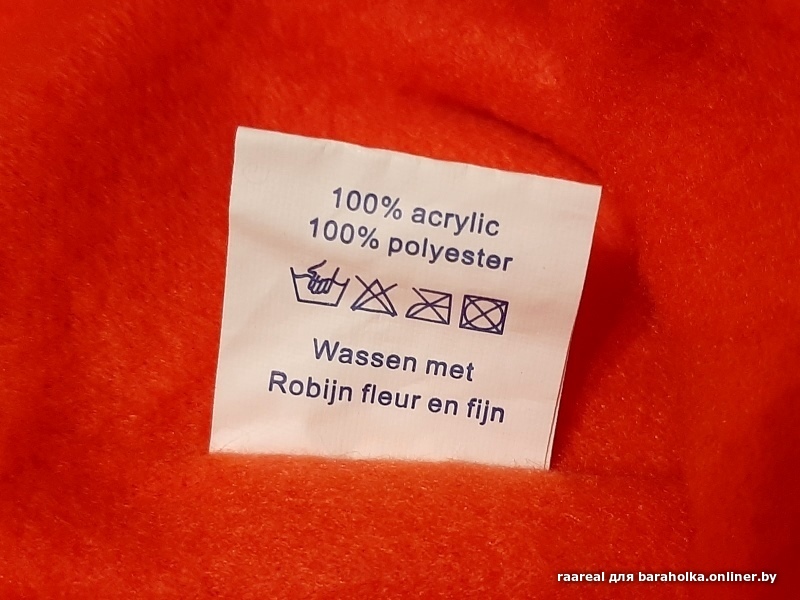 100% acrylic
100% polyester
Wassen met
Robijn fleur en fijn
raareal для baraholka.onliner.by